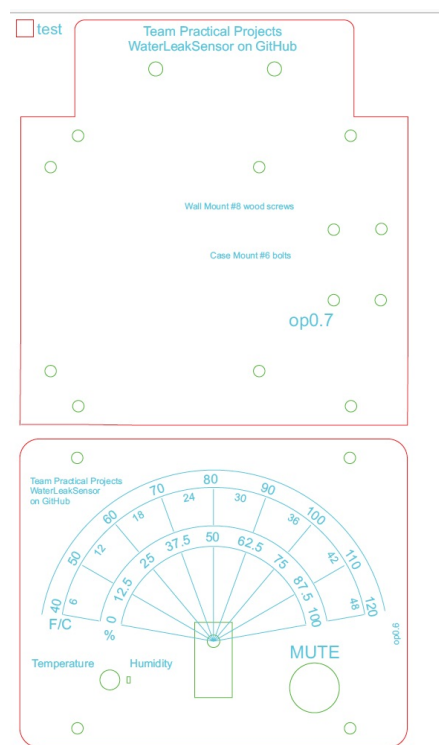 test
Team Practical Projects
WaterLeakSensor on GitHub
Wall Mount #8 wood screws
Case Mount #6 bolts
op0.7
Team Practical Projects
WaterLeakSensor
on GitHub
40 50 60 70 80 90 100 110 120
6 12 18 24 30 36 42 48
F/C
0 12.5 25 37.5 50 62.5 75 87.5 100
%
op0.9
MUTE
Temperature
Humidity